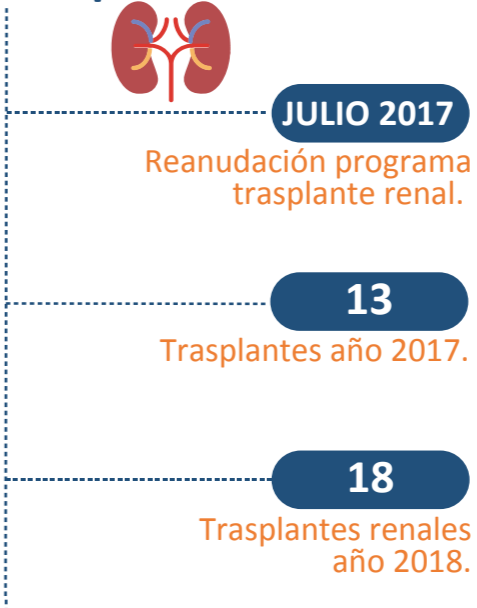 JULIO 2017
Reanudación programa
trasplante renal.
13
Trasplantes año 2017.
18
Trasplantes renales
año 2018.